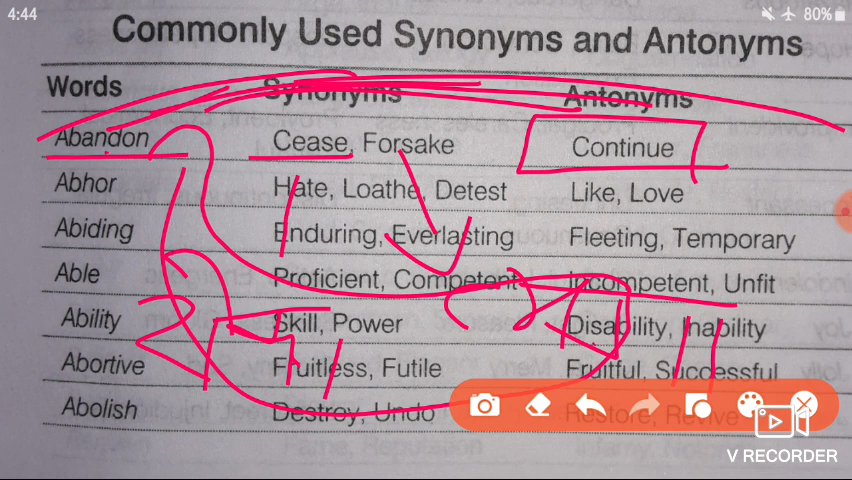 4:44 80%
Commonly Used Synonyms and Antonyms
Words Synonyms Antonyms
Abandon Cease, Forsake Continue
Abhor Hate, Loathe, Detest Like, Love
Abiding Enduring, Everlasting Fleeting, Temporary
Able Proficient, Competent Incompetent, Unfit
Ability Skill, Power Disability, Inability
Abortive Fruitless, Futile Fruitful, Successful
Abolish Destroy, Undo Restore, Revive
V RECORDER